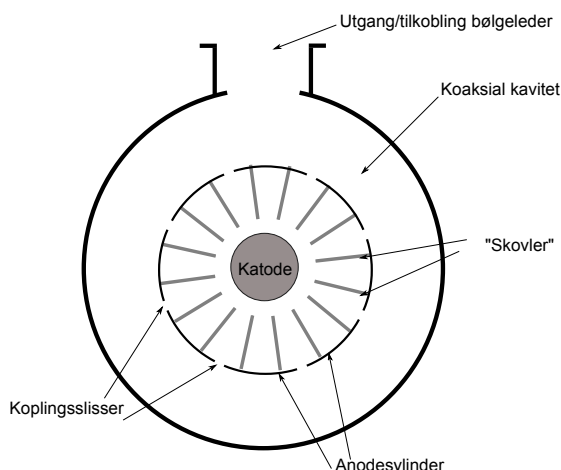 Utgang/tilkobling bølgeleder
Koaksial kavitet
"Skovler"
Katode
Koplingsslisser
Anodesylinder